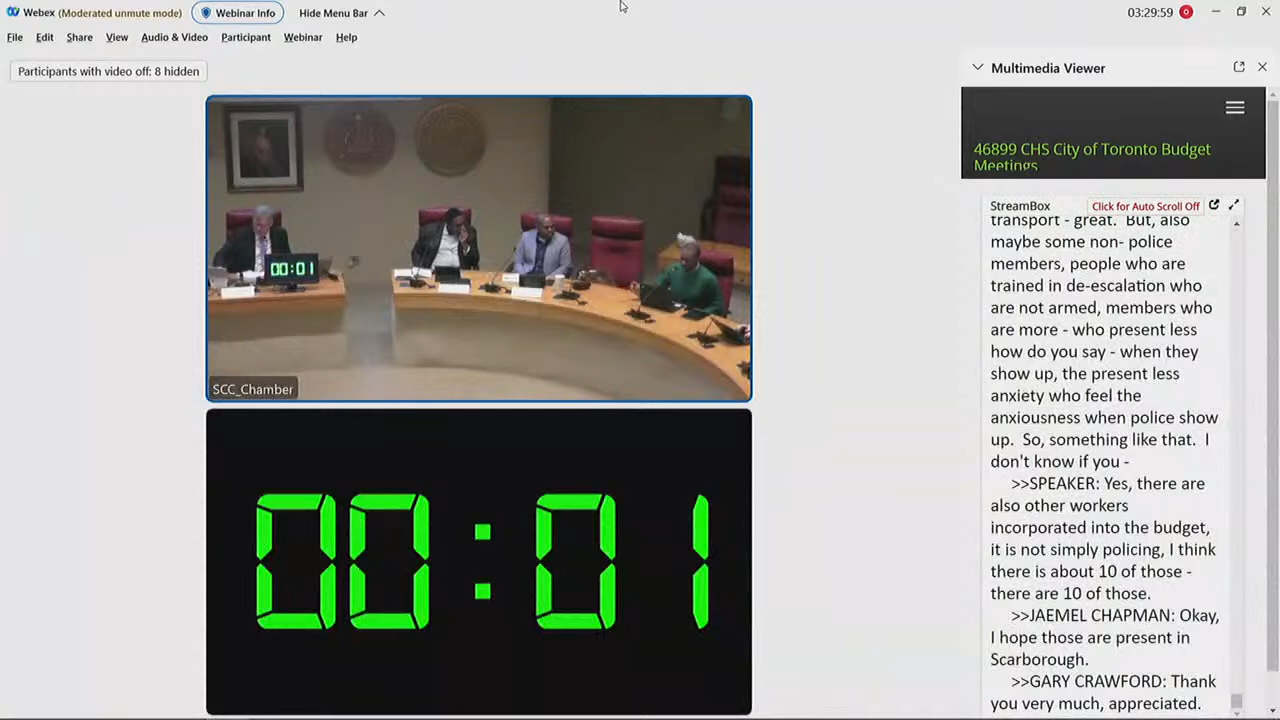 Webex (Moderated unmute mode) Webinar Info Hide Menu Bar 03:29:59
File Edit Share View Audio & Video Participant Webinar Help
Participants with video off: 8 hidden
Multimedia Viewer
46899 CHS City of Toronto Budget
Meetings
StreamBox Click for Auto Scroll Off
transport - great. But, also
maybe some non- police
members, people who are
trained in de-escalation who
are not armed, members who
are more - who present less
how do you say - when they
show up, the present less
anxiety who feel the
anxiousness when police show
up. So, something like that. I
don't know if you -
>>SPEAKER: Yes, there are
also other workers
incorporated into the budget,
it is not simply policing, I think
there is about 10 of those -
there are 10 of those.
>>JAEMEL CHAPMAN: Okay,
I hope those are present in
Scarborough.
>>GARY CRAWFORD: Thank
you very much, appreciated.
00:01
SCC_Chamber
00:01